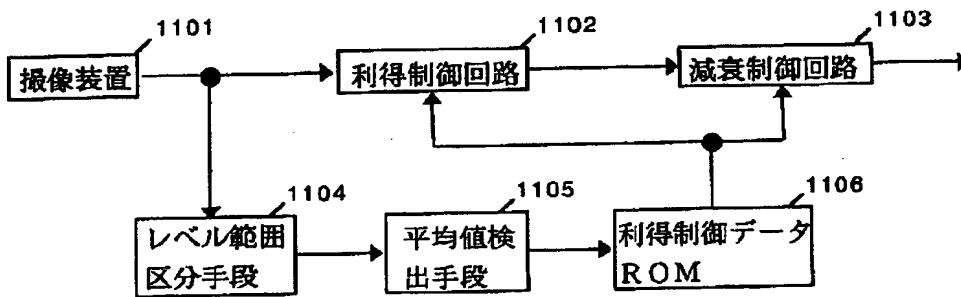 1101
1102
1103
撮像装置
利得制御回路
減衰制御回路
1104
1105
1106
レベル範囲
区分手段
平均値検
出手段
利得制御データ
ROM